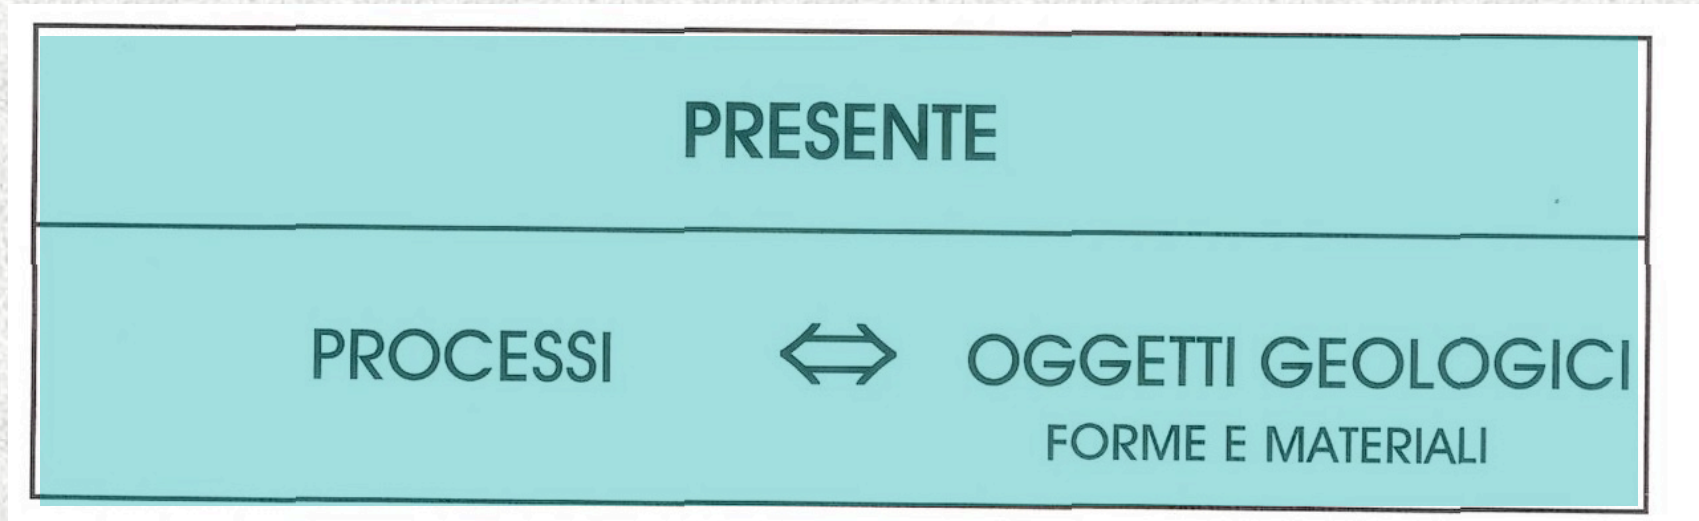 PRESENTE
PROCESSI ⇔ OGGETTI GEOLOGICI
FORME E MATERIALI